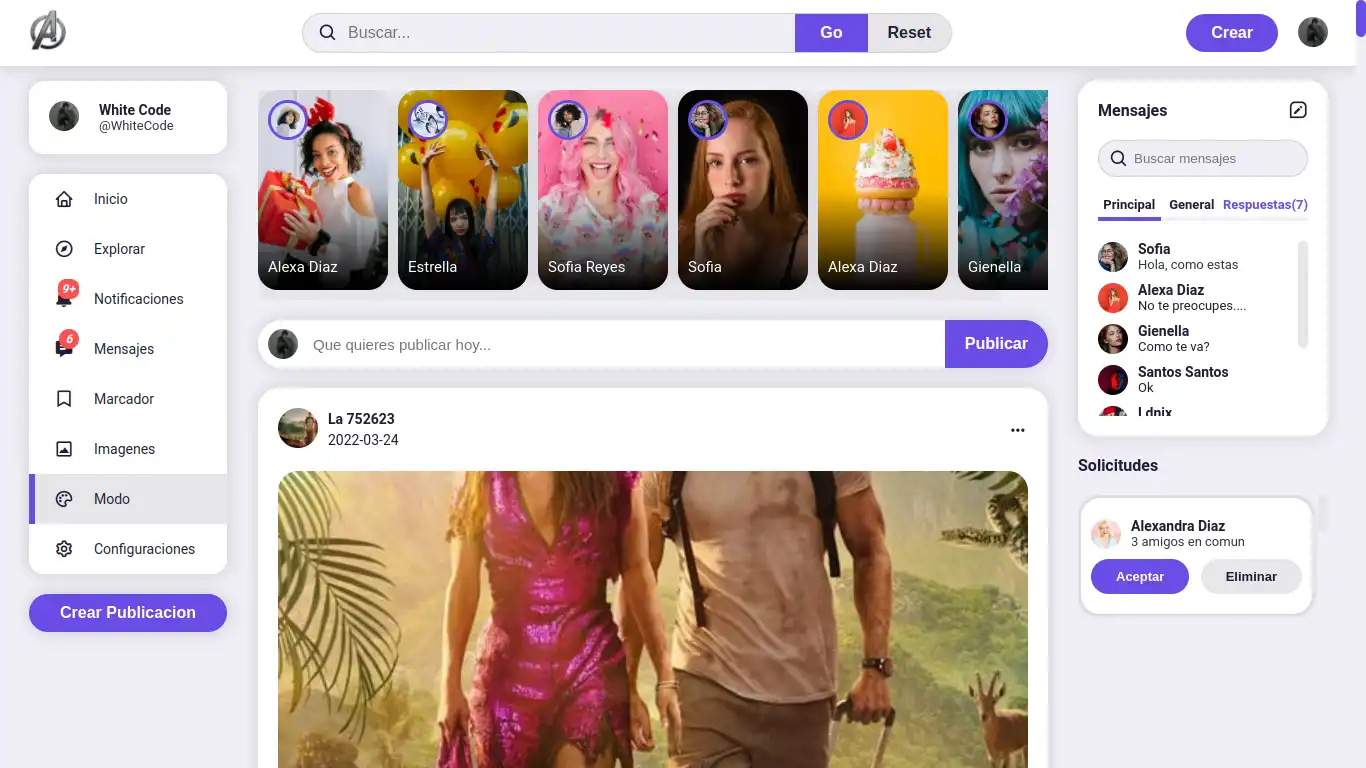 Buscar...
Go
Reset
Crear
White Code
@WhiteCode
Inicio
Explorar
9+
Notificaciones
6
Mensajes
Marcador
Imagenes
Modo
Configuraciones
Crear Publicacion
Alexa Diaz
Estrella
Sofia Reyes
Sofia
Alexa Diaz
Gienella
Que quieres publicar hoy...
Publicar
La 752623
2022-03-24
Mensajes
Buscar mensajes
Principal General Respuestas(7)
Sofia
Hola, como estas
Alexa Diaz
No te preocupes....
Gienella
Como te va?
Santos Santos
Ok
Solicitudes
Alexandra Diaz
3 amigos en comun
Aceptar
Eliminar